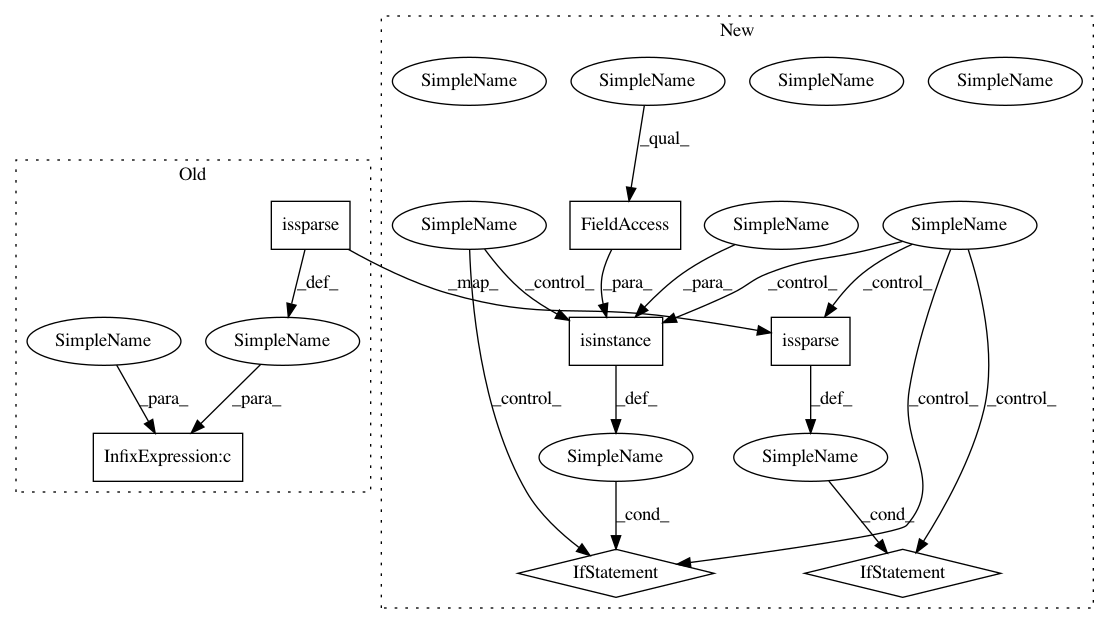 New
SimpleName
SimpleName
SimpleName
SimpleName
_qual_
Old
issparse
SimpleName
FieldAccess
SimpleName
SimpleName
_def_
_map_
_control_
_para_
_para_
_control_
_control_
SimpleName
SimpleName
isinstance
issparse
_para_
_para_
_control_
_def_
_def_
_control_
_control_
InfixExpression:c
SimpleName
SimpleName
_cond_
_cond_
IfStatement
IfStatement